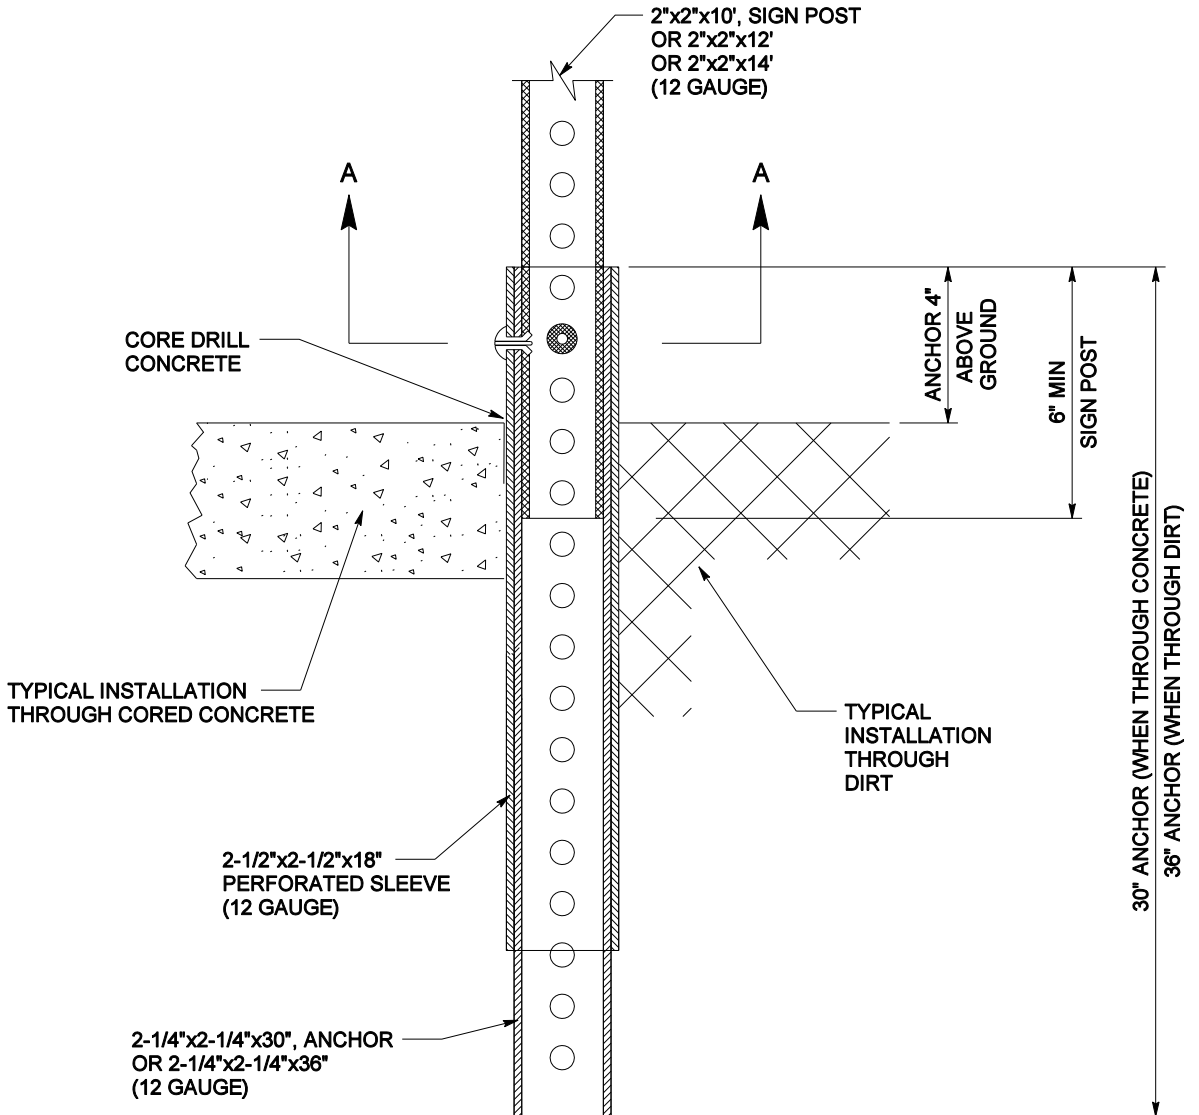 2"x2"x10', SIGN POST
OR 2"x2"x12'
OR 2"x2"x14'
(12 GAUGE)
A
A
CORE DRILL
CONCRETE
ANCHOR 4"
ABOVE
GROUND
6" MIN
SIGN POST
30" ANCHOR (WHEN THROUGH CONCRETE)
36" ANCHOR (WHEN THROUGH DIRT)
TYPICAL INSTALLATION
THROUGH CORED CONCRETE
TYPICAL
INSTALLATION
THROUGH
DIRT
2-1/2"x2-1/2"x18"
PERFORATED SLEEVE
(12 GAUGE)
2-1/4"x2-1/4"x30", ANCHOR
OR 2-1/4"x2-1/4"x36"
(12 GAUGE)